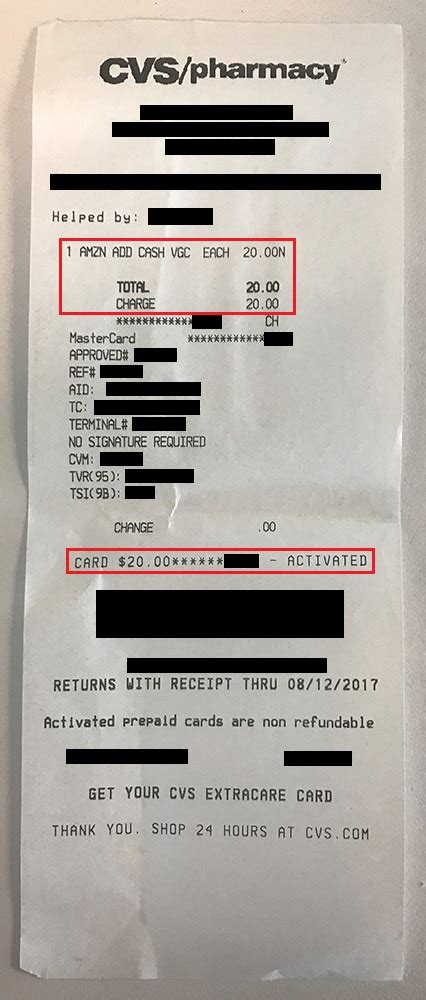 CVS/pharmacy®
Helped by:
1 AMZN ADD CASH VGC EACH 20.00N
TOTAL 20.00
CHARGE 20.00
************ CH
MasterCard ************
APPROVED#
REF#
AID:
TC:
TERMINAL#
NO SIGNATURE REQUIRED
CVM:
TVR(95):
TSI(9B):
CHANGE .00
CARD $20.00****** - ACTIVATED
RETURNS WITH RECEIPT THRU 08/12/2017
Activated prepaid cards are non refundable
GET YOUR CVS EXTRACARE CARD
THANK YOU. SHOP 24 HOURS AT CVS.COM